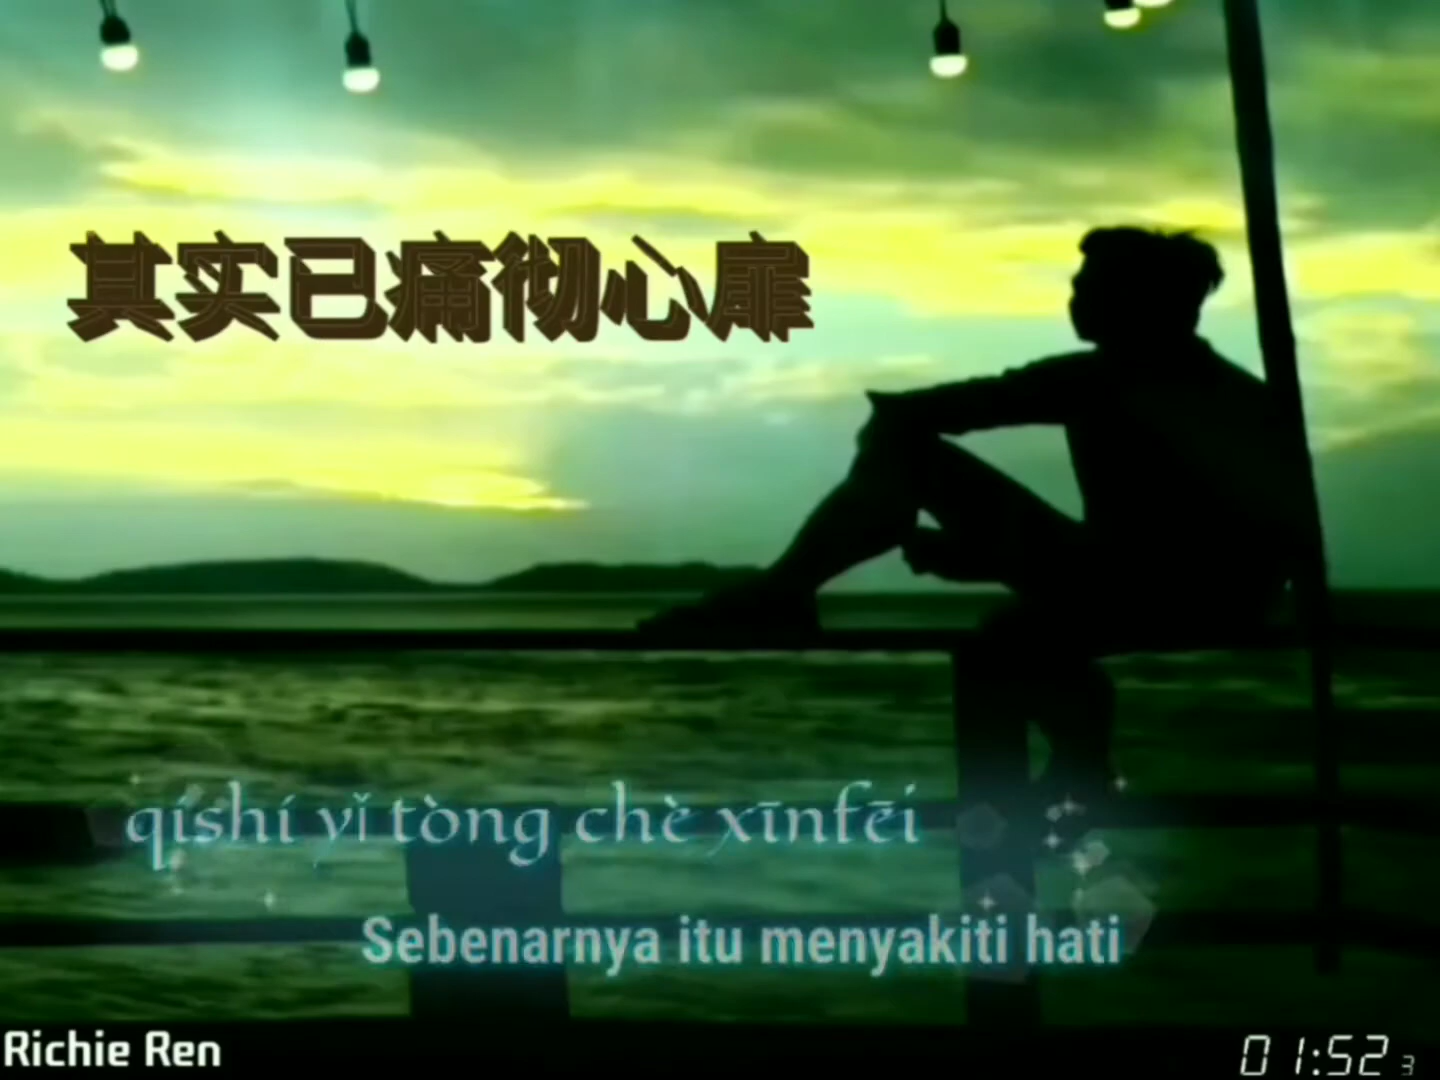 其实已痛彻心扉
qíshí yǐ tòng chè xīnfēi
Sebenarnya itu menyakiti hati
Richie Ren
01:52 3